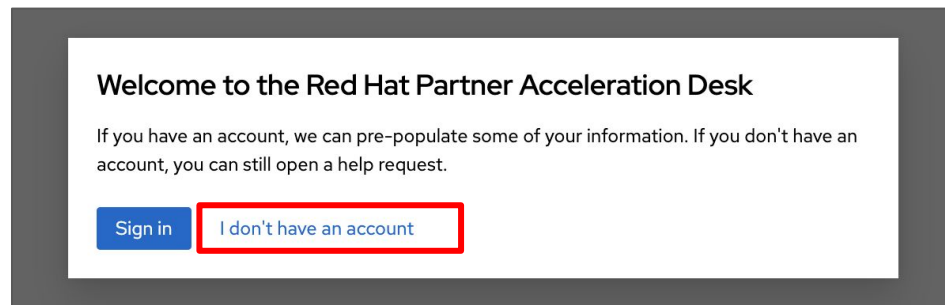 Welcome to the Red Hat Partner Acceleration Desk
If you have an account, we can pre-populate some of your information. If you don't have an
account, you can still open a help request.
Sign in
I don't have an account